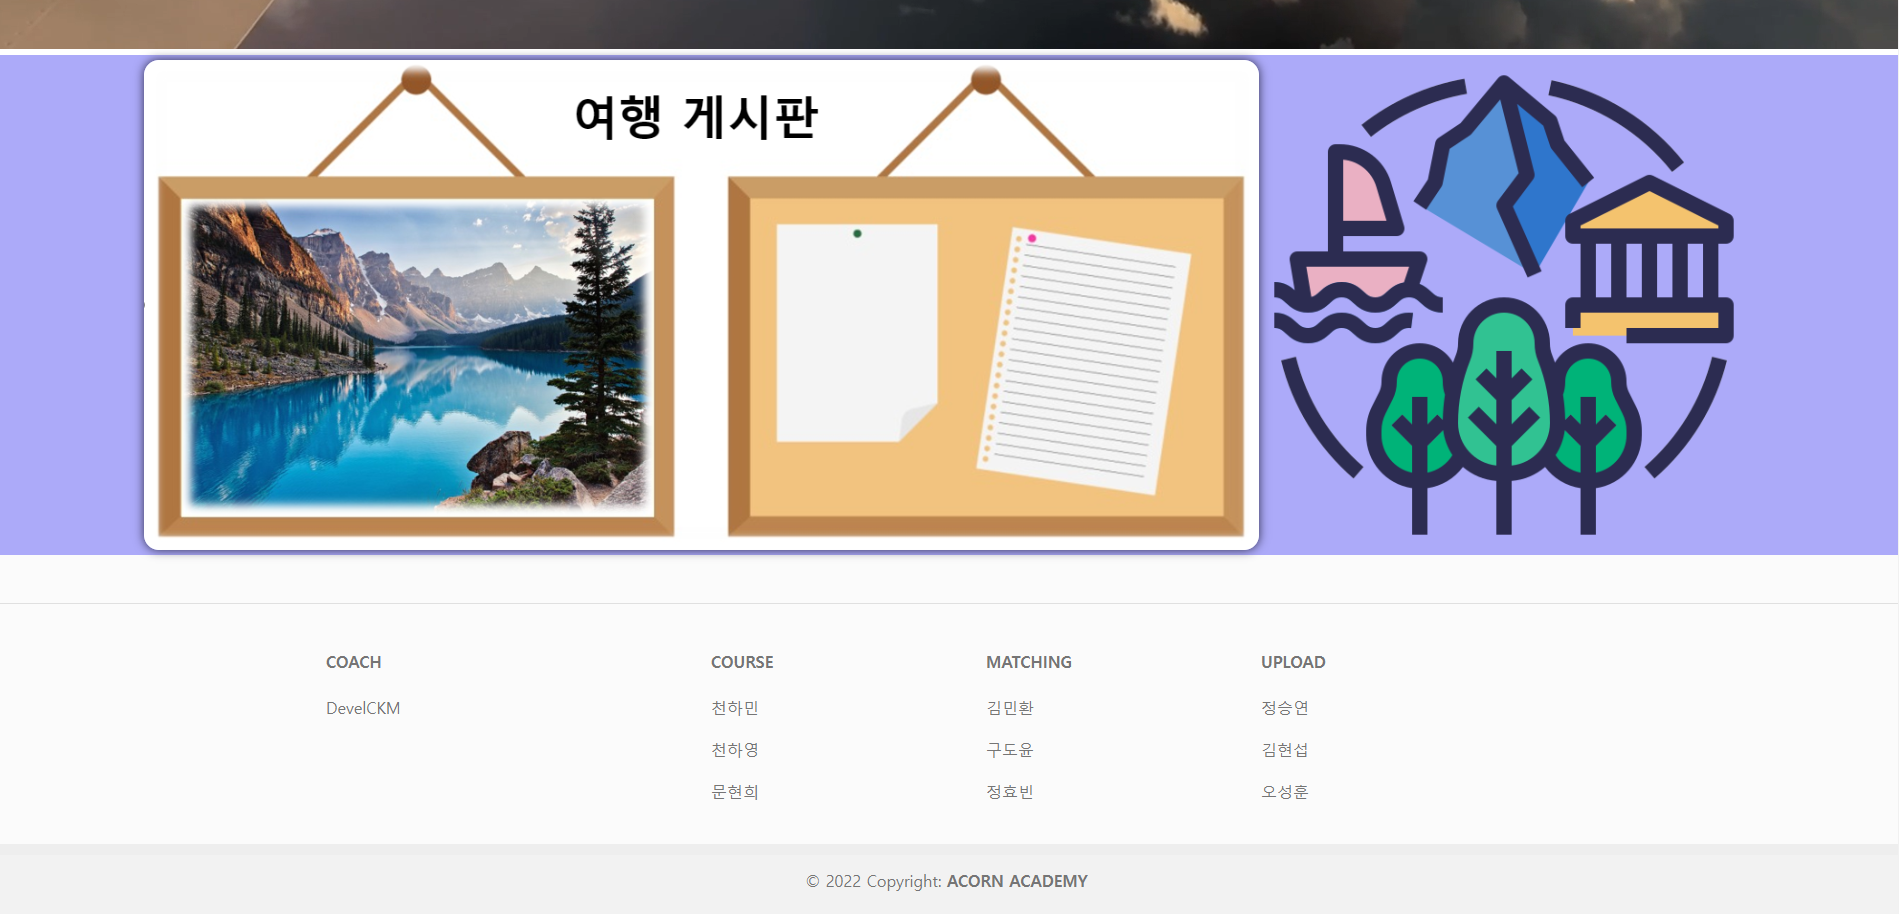 여행 게시판
COACH
DevelCKM
COURSE
천하민
천하영
문현희
MATCHING
김민환
구도윤
정효빈
UPLOAD
정승연
김현섭
오성훈
© 2022 Copyright: ACORN ACADEMY